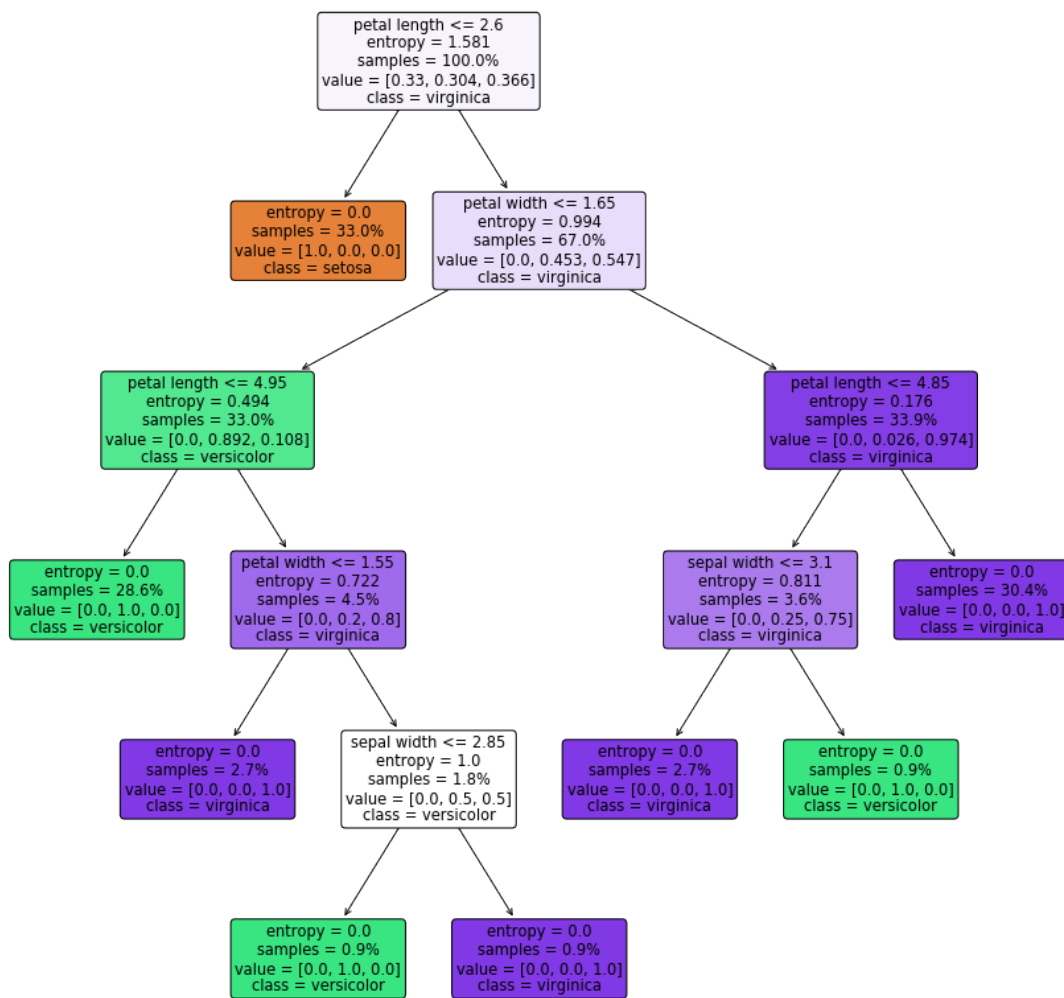 petal length <= 2.6
entropy = 1.581
samples = 100.0%
value = [0.33, 0.304, 0.366]
class = virginica
entropy = 0.0
samples = 33.0%
value = [1.0, 0.0, 0.0]
class = setosa
petal width <= 1.65
entropy = 0.994
samples = 67.0%
value = [0.0, 0.453, 0.547]
class = virginica
petal length <= 4.95
entropy = 0.494
samples = 33.0%
value = [0.0, 0.892, 0.108]
class = versicolor
petal length <= 4.85
entropy = 0.176
samples = 33.9%
value = [0.0, 0.026, 0.974]
class = virginica
entropy = 0.0
samples = 28.6%
value = [0.0, 1.0, 0.0]
class = versicolor
petal width <= 1.55
entropy = 0.722
samples = 4.5%
value = [0.0, 0.2, 0.8]
class = virginica
sepal width <= 3.1
entropy = 0.811
samples = 3.6%
value = [0.0, 0.25, 0.75]
class = virginica
entropy = 0.0
samples = 30.4%
value = [0.0, 0.0, 1.0]
class = virginica
entropy = 0.0
samples = 2.7%
value = [0.0, 0.0, 1.0]
class = virginica
sepal width <= 2.85
entropy = 1.0
samples = 1.8%
value = [0.0, 0.5, 0.5]
class = versicolor
entropy = 0.0
samples = 2.7%
value = [0.0, 0.0, 1.0]
class = virginica
entropy = 0.0
samples = 0.9%
value = [0.0, 1.0, 0.0]
class = versicolor
entropy = 0.0
samples = 0.9%
value = [0.0, 1.0, 0.0]
class = versicolor
entropy = 0.0
samples = 0.9%
value = [0.0, 0.0, 1.0]
class = virginica